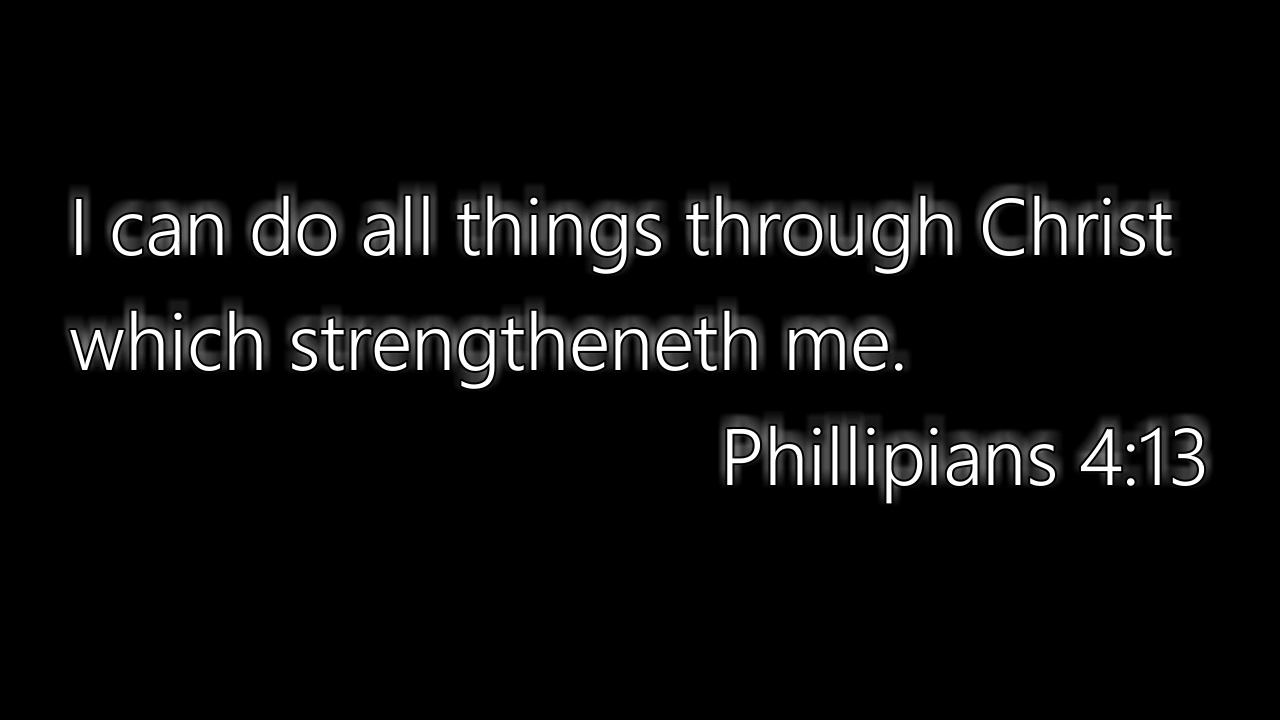 I can do all things through Christ
which strengtheneth me.
Phillipians 4:13